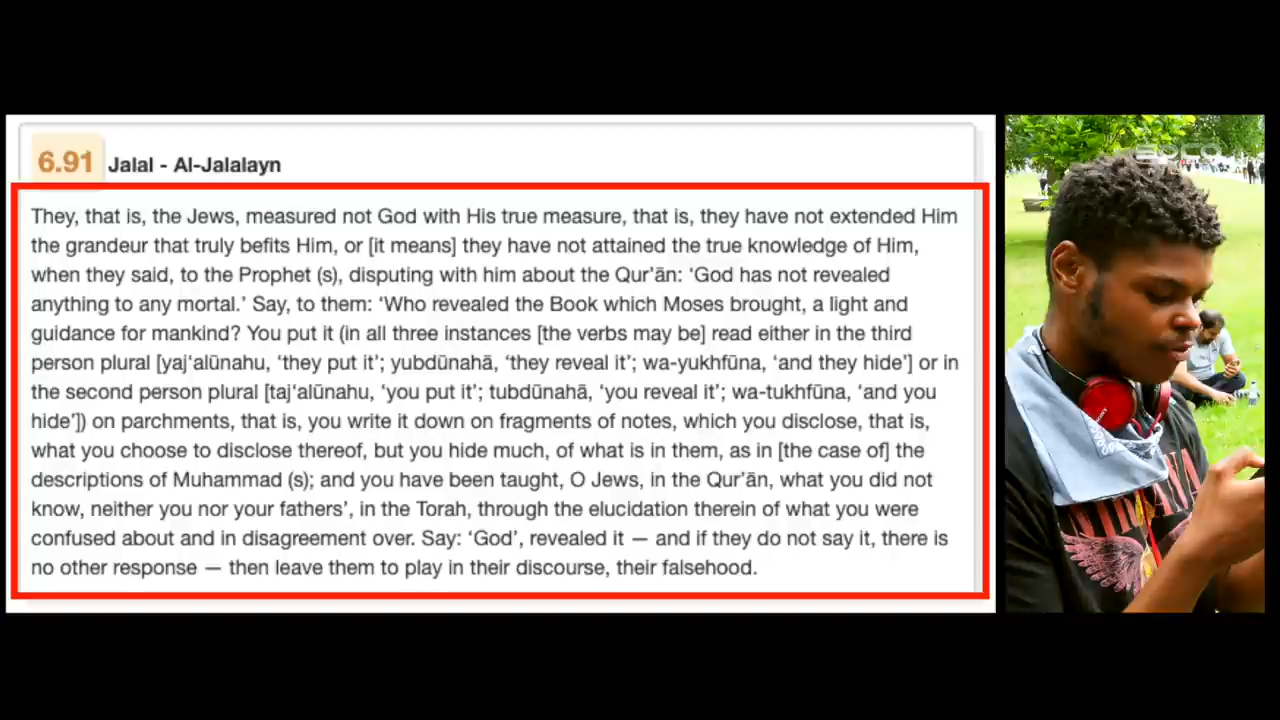 6.91 Jalal - Al-Jalalayn
They, that is, the Jews, measured not God with His true measure, that is, they have not extended Him
the grandeur that truly befits Him, or [it means] they have not attained the true knowledge of Him,
when they said, to the Prophet (s), disputing with him about the Qur’ān: ‘God has not revealed
anything to any mortal.’ Say, to them: ‘Who revealed the Book which Moses brought, a light and
guidance for mankind? You put it (in all three instances [the verbs may be] read either in the third
person plural [yaj‘alūnahu, ‘they put it’; yubdūnahā, ‘they reveal it’; wa-yukhfūna, ‘and they hide’] or in
the second person plural [taj‘alūnahu, ‘you put it’; tubdūnahā, ‘you reveal it’; wa-tukhfūna, ‘and you
hide’]) on parchments, that is, you write it down on fragments of notes, which you disclose, that is,
what you choose to disclose thereof, but you hide much, of what is in them, as in [the case of] the
descriptions of Muhammad (s); and you have been taught, O Jews, in the Qur’ān, what you did not
know, neither you nor your fathers’, in the Torah, through the elucidation therein of what you were
confused about and in disagreement over. Say: ‘God’, revealed it — and if they do not say it, there is
no other response — then leave them to play in their discourse, their falsehood.